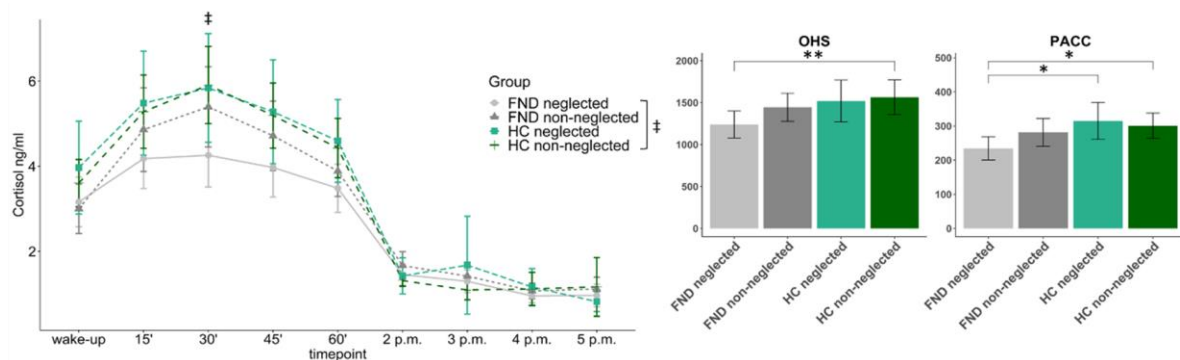 ‡
Cortisol ng/ml
6
4
2
wake-up 15' 30' 45' 60' 2 p.m. 3 p.m. 4 p.m. 5 p.m.
timepoint
Group
FND neglected
FND non-neglected
HC neglected
HC non-neglected
‡
OHS
**
2000
1500
1000
500
0
FND neglected
FND non-neglected
HC neglected
HC non-neglected
PACC
*
*
500
400
300
200
100
0
FND neglected
FND non-neglected
HC neglected
HC non-neglected